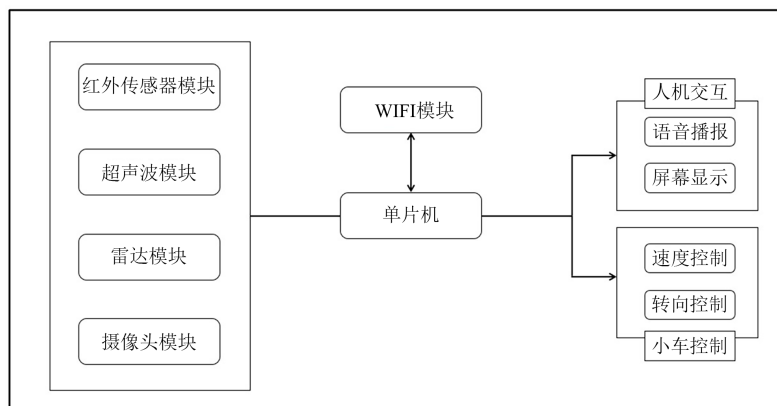 红外传感器模块
超声波模块
雷达模块
摄像头模块
WIFI模块
单片机
人机交互
语音播报
屏幕显示
速度控制
转向控制
小车控制